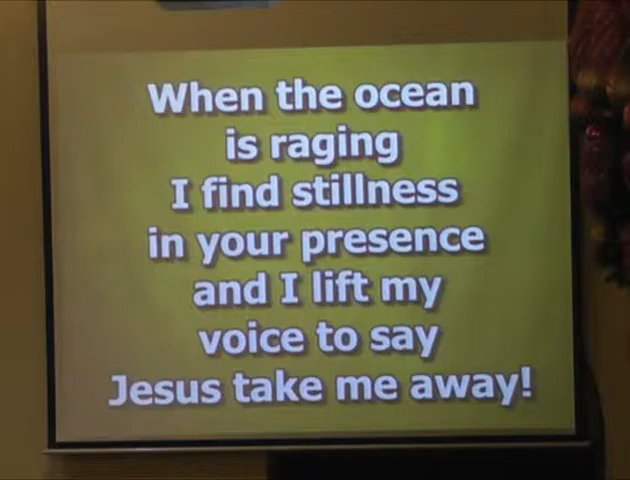 When the ocean
is raging
I find stillness
in your presence
and I lift my
voice to say
Jesus take me away!